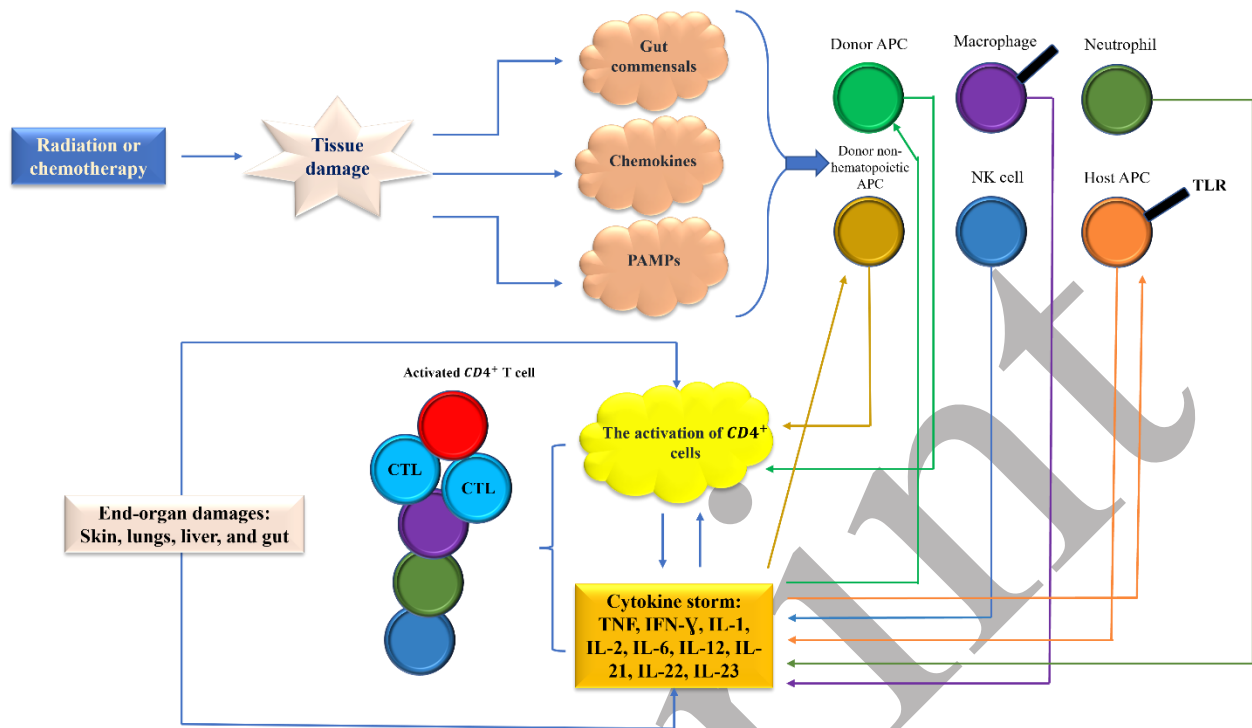 Radiation or
chemotherapy
Tissue
damage
Gut
commensals
Chemokines
PAMPs
Donor APC
Macrophage
Neutrophil
Donor non-
hematopoietic
APC
NK cell
Host APC
TLR
Activated CD4+ T cell
CTL
CTL
The activation of CD4+
cells
End-organ damages:
Skin, lungs, liver, and gut
Cytokine storm:
TNF, IFN-Ɣ, IL-1,
IL-2, IL-6, IL-12, IL-
21, IL-22, IL-23
int